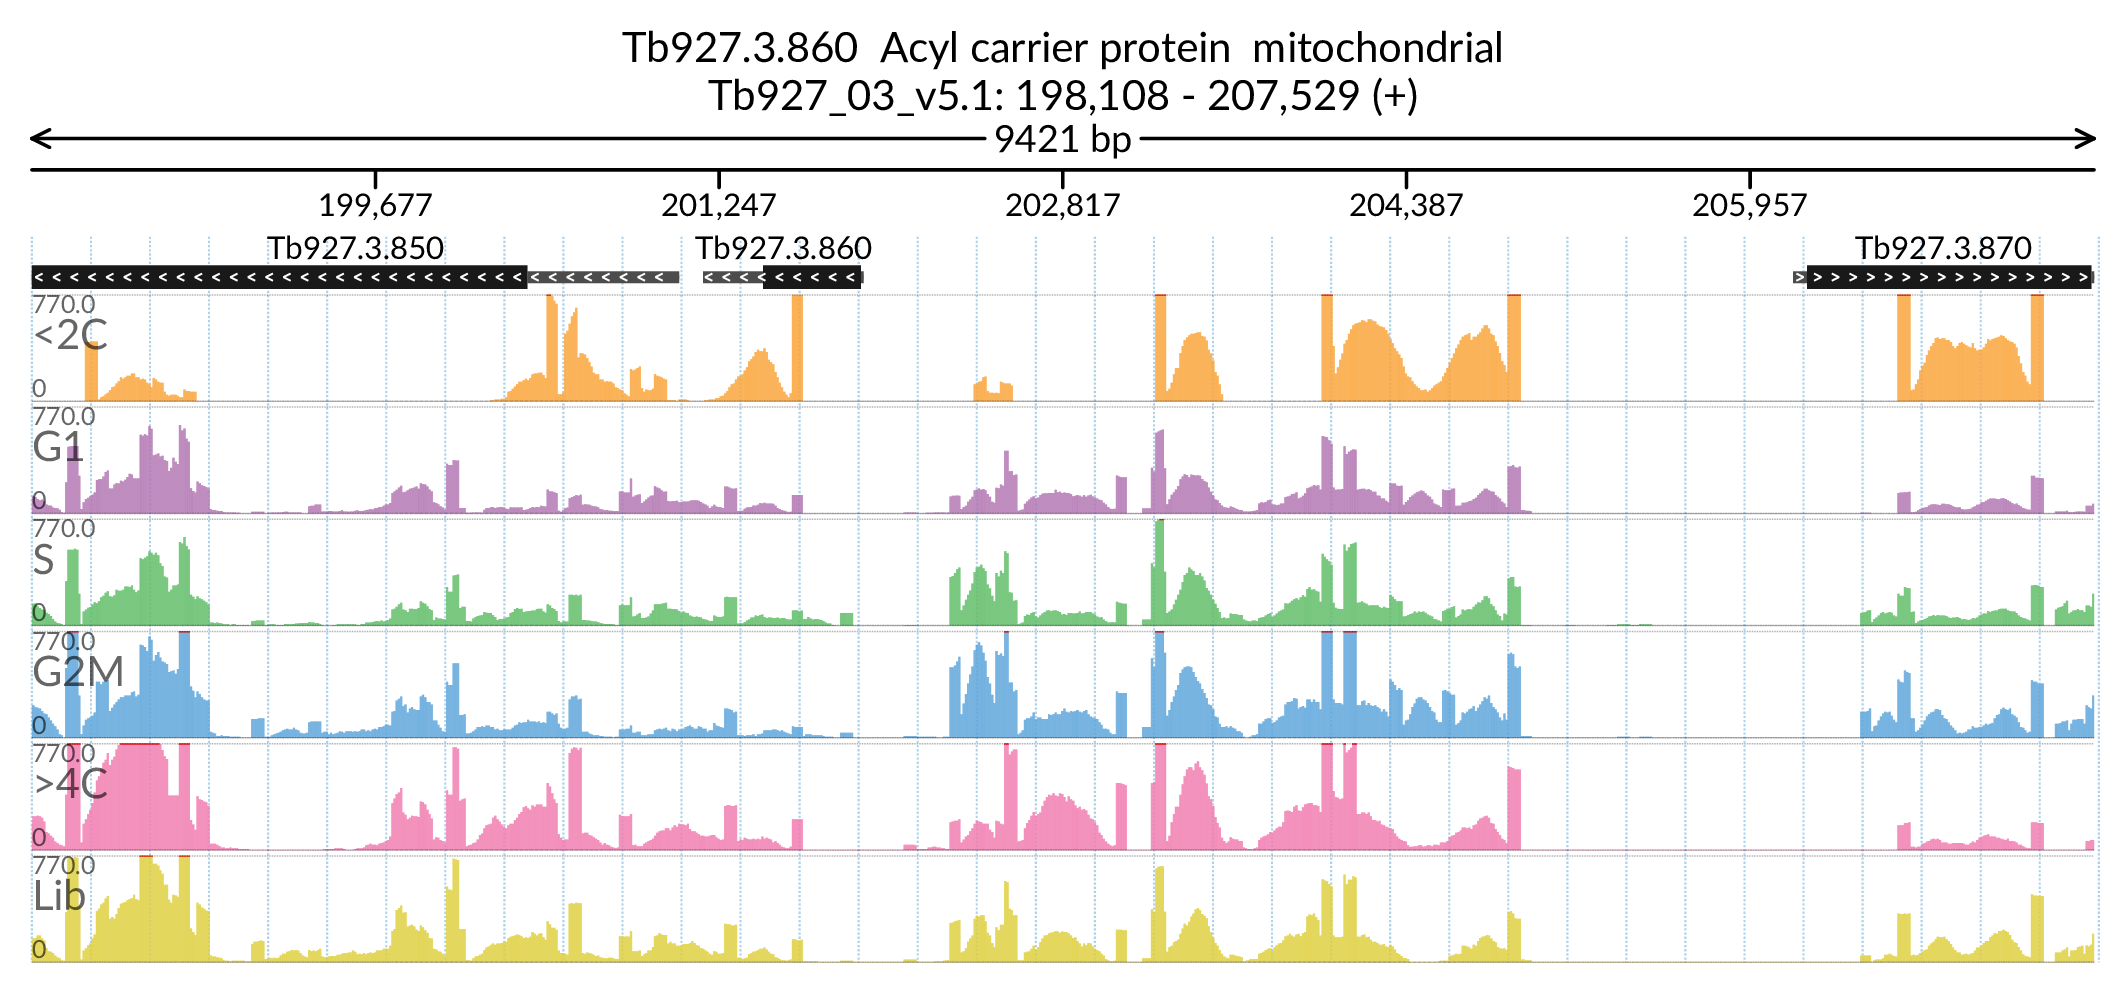 Tb927.3.860  Acyl carrier protein  mitochondrial
Tb927_03_v5.1: 198,108 - 207,529 (+)
9421 bp
199,677 201,247 202,817 204,387 205,957
Tb927.3.850 Tb927.3.860 Tb927.3.870
770.0
<2C
0
770.0
G1
0
770.0
S
0
770.0
G2M
0
770.0
>4C
0
770.0
Lib
0